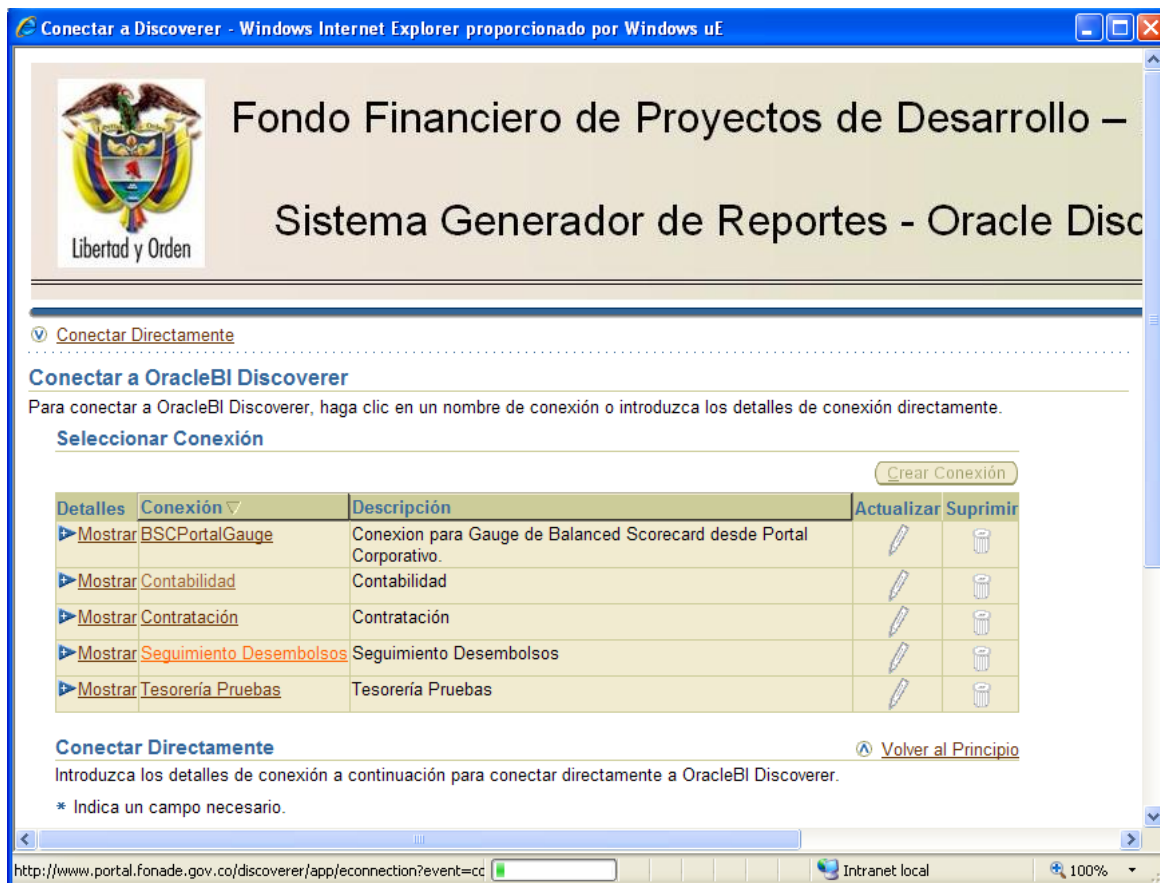 Conectar a Discoverer - Windows Internet Explorer proporcionado por Windows uE
Fondo Financiero de Proyectos de Desarrollo –
Sistema Generador de Reportes - Oracle Disc
Libertad y Orden
Conectar Directamente
Conectar a OracleBI Discoverer
Para conectar a OracleBI Discoverer, haga clic en un nombre de conexión o introduzca los detalles de conexión directamente.
Seleccionar Conexión
Crear Conexión
Detalles Conexión Descripción Actualizar Suprimir
Mostrar BSCPortalGauge Conexion para Gauge de Balanced Scorecard desde Portal
Corporativo.
Mostrar Contabilidad Contabilidad
Mostrar Contratación Contratación
Mostrar Seguimiento Desembolsos Seguimiento Desembolsos
Mostrar Tesorería Pruebas Tesorería Pruebas
Conectar Directamente Volver al Principio
Introduzca los detalles de conexión a continuación para conectar directamente a OracleBI Discoverer.
* Indica un campo necesario.
http://www.portal.fonade.gov.co/discoverer/app/econnection?event=cc Intranet local 100%